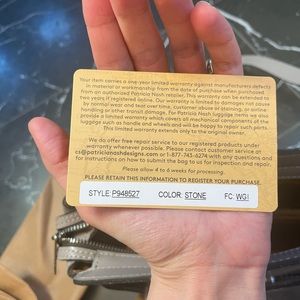 Your item carries a one-year limited warranty against manufacturers defects
in material or workmanship from the date of purchase when purchased
from an authorized Patricia Nash retailer. This warranty can be extended to
two years if registered online. Our warranty is limited to damages not done
by normal wear and tear over time, customer abuse or staining, or airline
handling or other transit damage. For Patricia Nash luggage items we do
provide a limited warranty which covers all mechanical components of the
luggage such as handles and wheels and will be happy to repair such parts.
This limited warranty extends only to the original owner.
We do offer free repair service to our registered products under
warranty whenever possible. Please contact customer service at
cs@patricianashdesigns.com or 1-877-743-6274 with any questions and
for instructions on how to submit the bag to us for inspection and repair.
Please allow 4 to 6 weeks for processing.
PLEASE RETAIN THIS INFORMATION TO REGISTER YOUR PURCHASE.
STYLE: P948527 COLOR: STONE FC: WG1